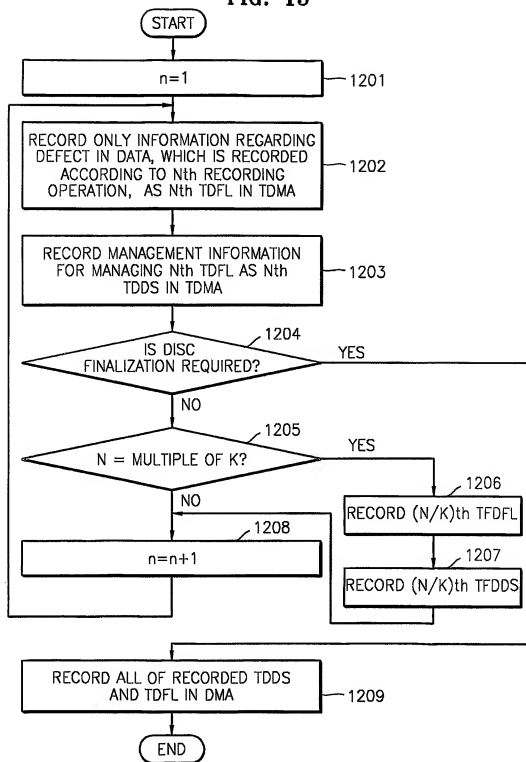 FIG. 13
START
n=1
1201
RECORD ONLY INFORMATION REGARDING
DEFECT IN DATA, WHICH IS RECORDED
ACCORDING TO Nth RECORDING
OPERATION, AS Nth TDFL IN TDMA
1202
RECORD MANAGEMENT INFORMATION
FOR MANAGING Nth TDFL AS Nth
TDDS IN TDMA
1203
1204
IS DISC
FINALIZATION REQUIRED?
YES
NO
1205
N = MULTIPLE OF K?
YES
NO
1206
RECORD (N/K)th TFDFL
1207
RECORD (N/K)th TFDDS
1208
n=n+1
RECORD ALL OF RECORDED TDDS
AND TDFL IN DMA
1209
END